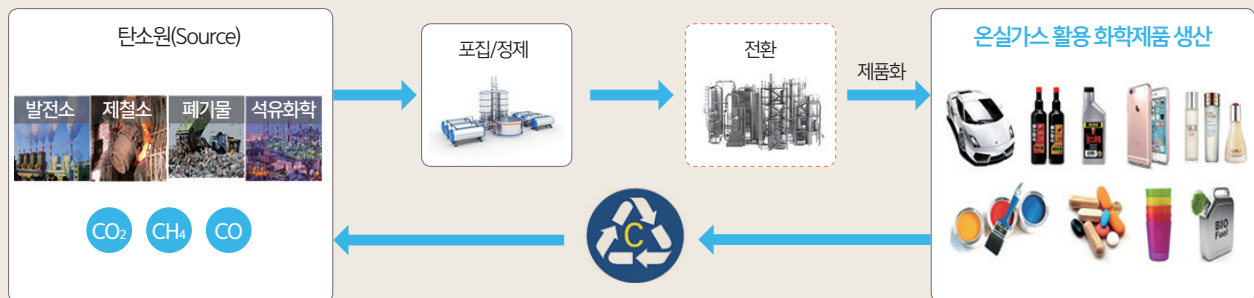 탄소원(Source)
발전소
제철소
폐기물
석유화학
CO₂
CH₄
CO
포집/정제
전환
제품화
C
온실가스 활용 화학제품 생산
BIO
Fuel